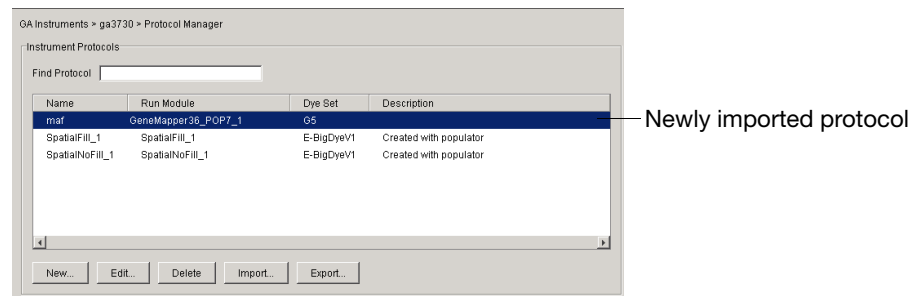 GA Instruments > ga3730 > Protocol Manager
Instrument Protocols
Find Protocol
Name Run Module Dye Set Description
maf GeneMapper36_POP7_1 G5
Newly imported protocol
SpatialFill_1 SpatialFill_1 E-BigDyeV1 Created with populator
SpatialNoFill_1 SpatialNoFill_1 E-BigDyeV1 Created with populator
New... Edit... Delete Import... Export...